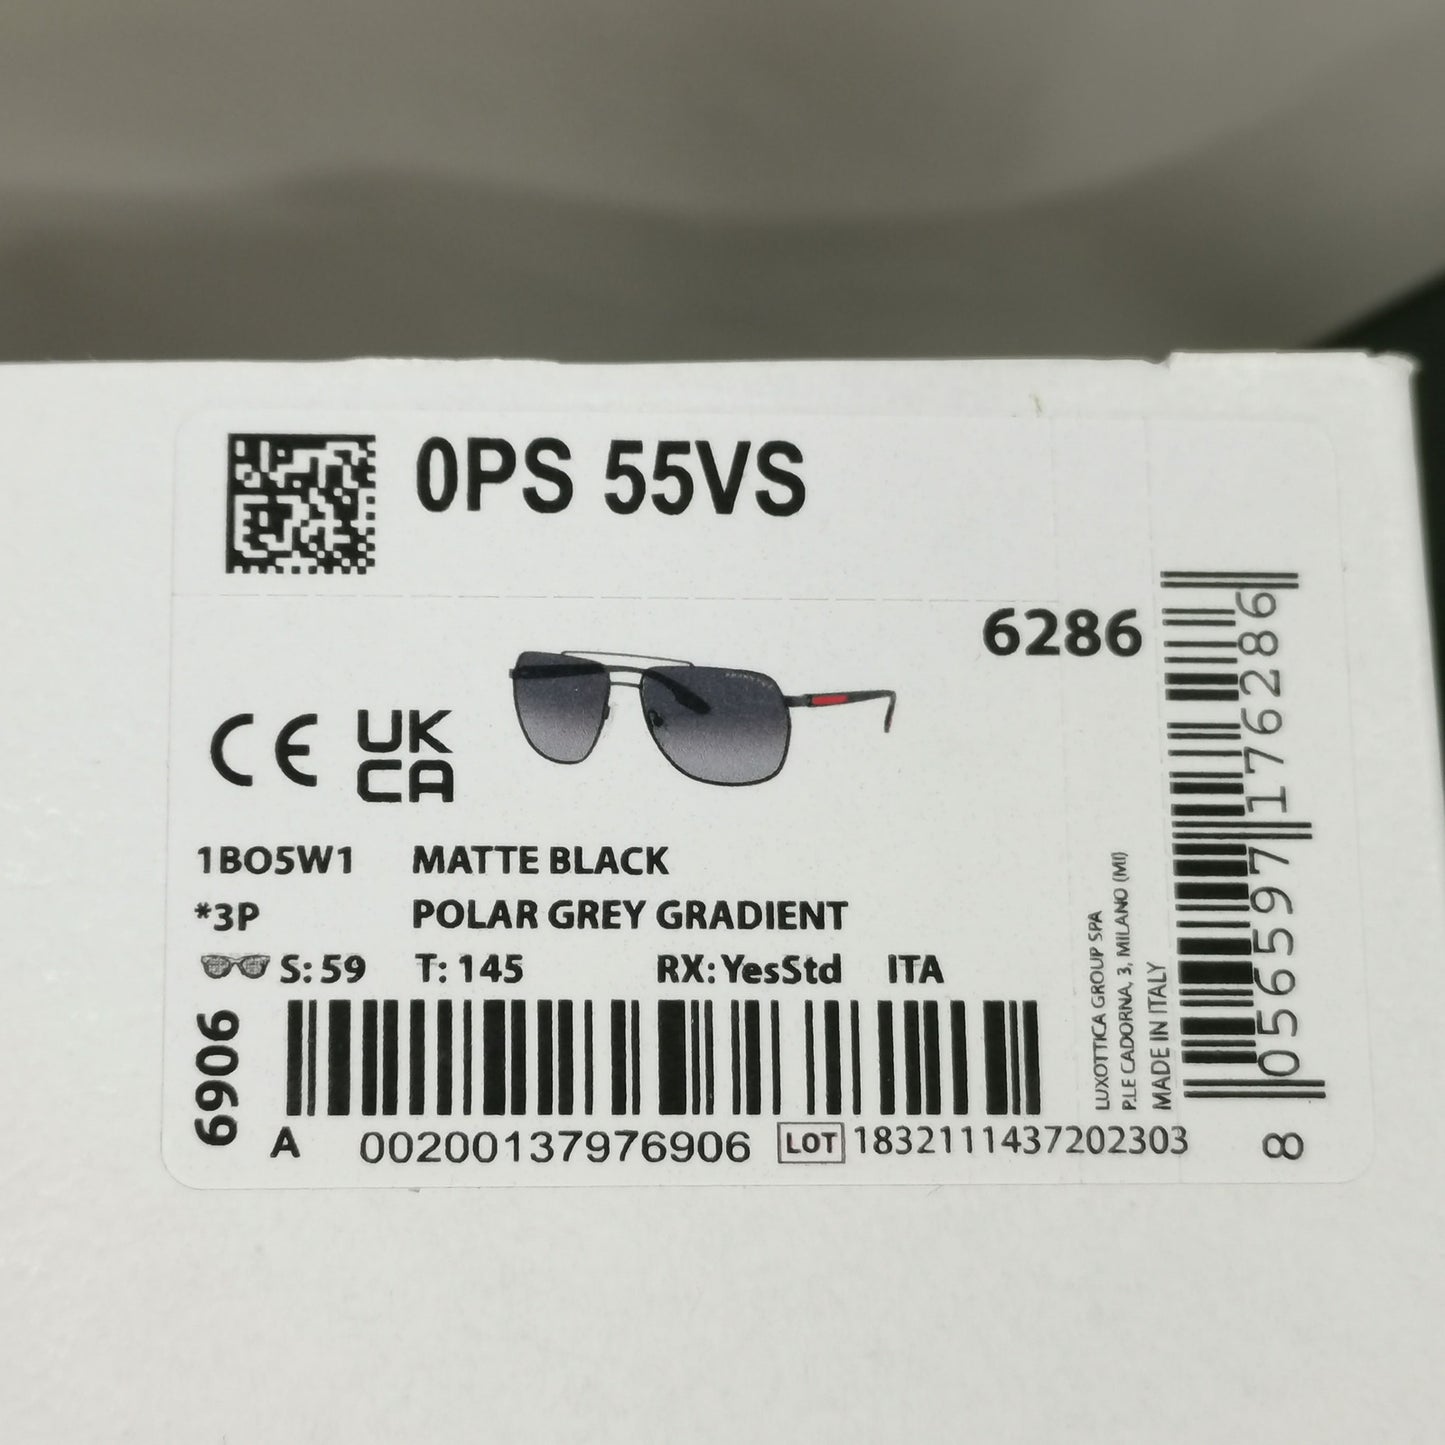 0PS 55VS
6286
CE UK
CA
1BO5W1 MATTE BLACK
*3P POLAR GREY GRADIENT
S: 59 T: 145 RX: YesStd ITA
6906
A 00200137976906 LOT 1832111437202303
LUXOTTICA GROUP SPA
P.LE CADORNA, 3, MILANO (MI)
MADE IN ITALY
8 056597 176286